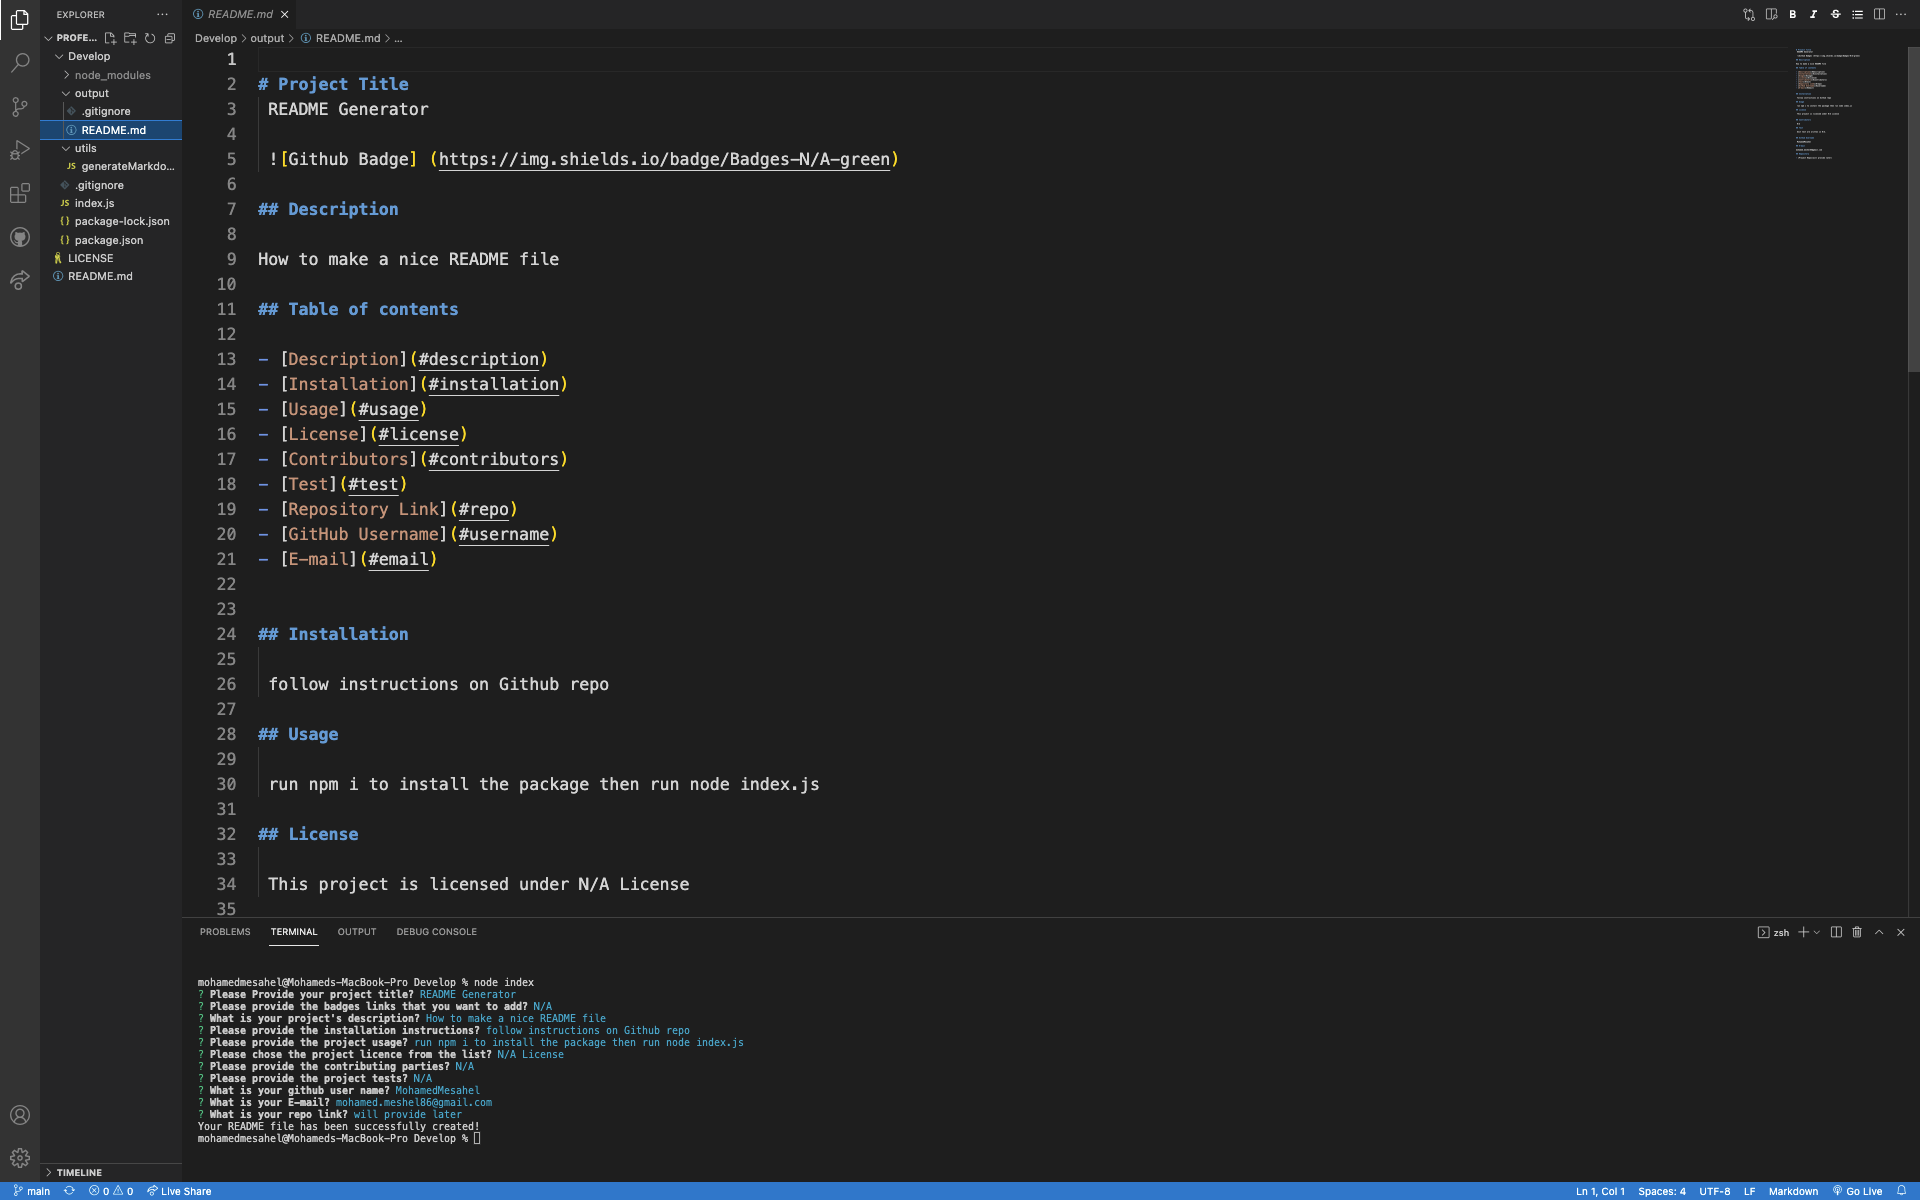 EXPLORER
README.md
PROFE...
Develop
node_modules
output
.gitignore
README.md
utils
generateMarkdo...
.gitignore
index.js
package-lock.json
package.json
LICENSE
README.md
TIMELINE
Develop > output > README.md > ...
1
2 # Project Title
3 README Generator
4
5 ![Github Badge] (https://img.shields.io/badge/Badges-N/A-green)
6
7 ## Description
8
9 How to make a nice README file
10
11 ## Table of contents
12
13 - [Description](#description)
14 - [Installation](#installation)
15 - [Usage](#usage)
16 - [License](#license)
17 - [Contributors](#contributors)
18 - [Test](#test)
19 - [Repository Link](#repo)
20 - [GitHub Username](#username)
21 - [E-mail](#email)
22
23
24 ## Installation
25
26 follow instructions on Github repo
27
28 ## Usage
29
30 run npm i to install the package then run node index.js
31
32 ## License
33
34 This project is licensed under N/A License
35
PROBLEMS TERMINAL OUTPUT DEBUG CONSOLE
zsh
mohamedmesahel@Mohameds-MacBook-Pro Develop % node index
? Please Provide your project title? README Generator
? Please provide the badges links that you want to add? N/A
? What is your project's description? How to make a nice README file
? Please provide the installation instructions? follow instructions on Github repo
? Please provide the project usage? run npm i to install the package then run node index.js
? Please chose the project licence from the list? N/A License
? Please provide the contributing parties? N/A
? Please provide the project tests? N/A
? What is your github user name? MohamedMesahel
? What is your E-mail? mohamed.meshel86@gmail.com
? What is your repo link? will provide later
Your README file has been successfully created!
mohamedmesahel@Mohameds-MacBook-Pro Develop %
main 0 0 Live Share
Ln 1, Col 1 Spaces: 4 UTF-8 LF Markdown Go Live